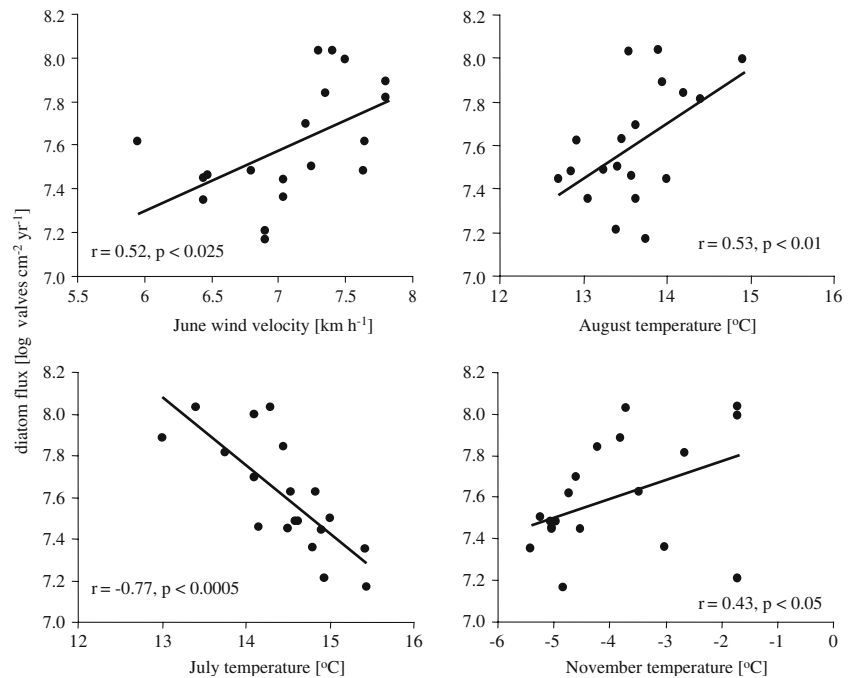 diatom flux [log valves cm⁻² yr⁻¹]
8.2
8.0
7.8
7.6
7.4
7.2
7.0
r = 0.52, p < 0.025
5.5 6 6.5 7 7.5 8
June wind velocity [km h⁻¹]
8.2
8.0
7.8
7.6
7.4
7.2
7.0
r = 0.53, p < 0.01
12 13 14 15 16
August temperature [°C]
8.2
8.0
7.8
7.6
7.4
7.2
7.0
r = -0.77, p < 0.0005
12 13 14 15 16
July temperature [°C]
8.2
8.0
7.8
7.6
7.4
7.2
7.0
r = 0.43, p < 0.05
-6 -5 -4 -3 -2 -1 0
November temperature [°C]